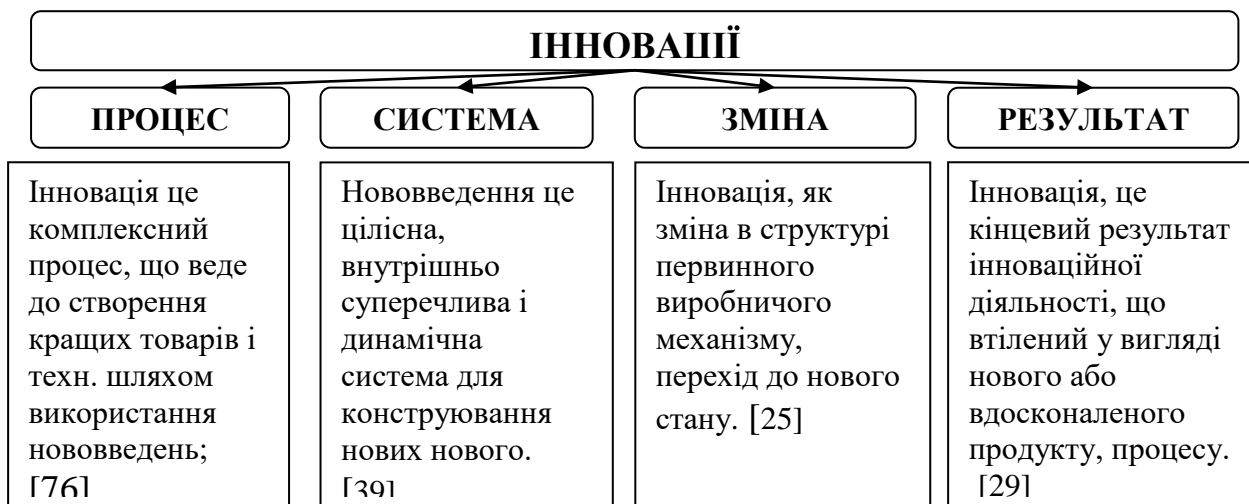 ІННОВАЦІЇ
ПРОЦЕС
СИСТЕМА
ЗМІНА
РЕЗУЛЬТАТ
Інновація це
комплексний
процес, що веде
до створення
кращих товарів і
техн. шляхом
використання
нововведень;
[76]
Нововведення це
цілісна,
внутрішньо
суперечлива і
динамічна
система для
конструювання
нових нового.
[39]
Інновація, як
зміна в структурі
первинного
виробничого
механізму,
перехід до нового
стану. [25]
Інновація, це
кінцевий результат
інноваційної
діяльності, що
втілений у вигляді
нового або
вдосконаленого
продукту, процесу.
[29]